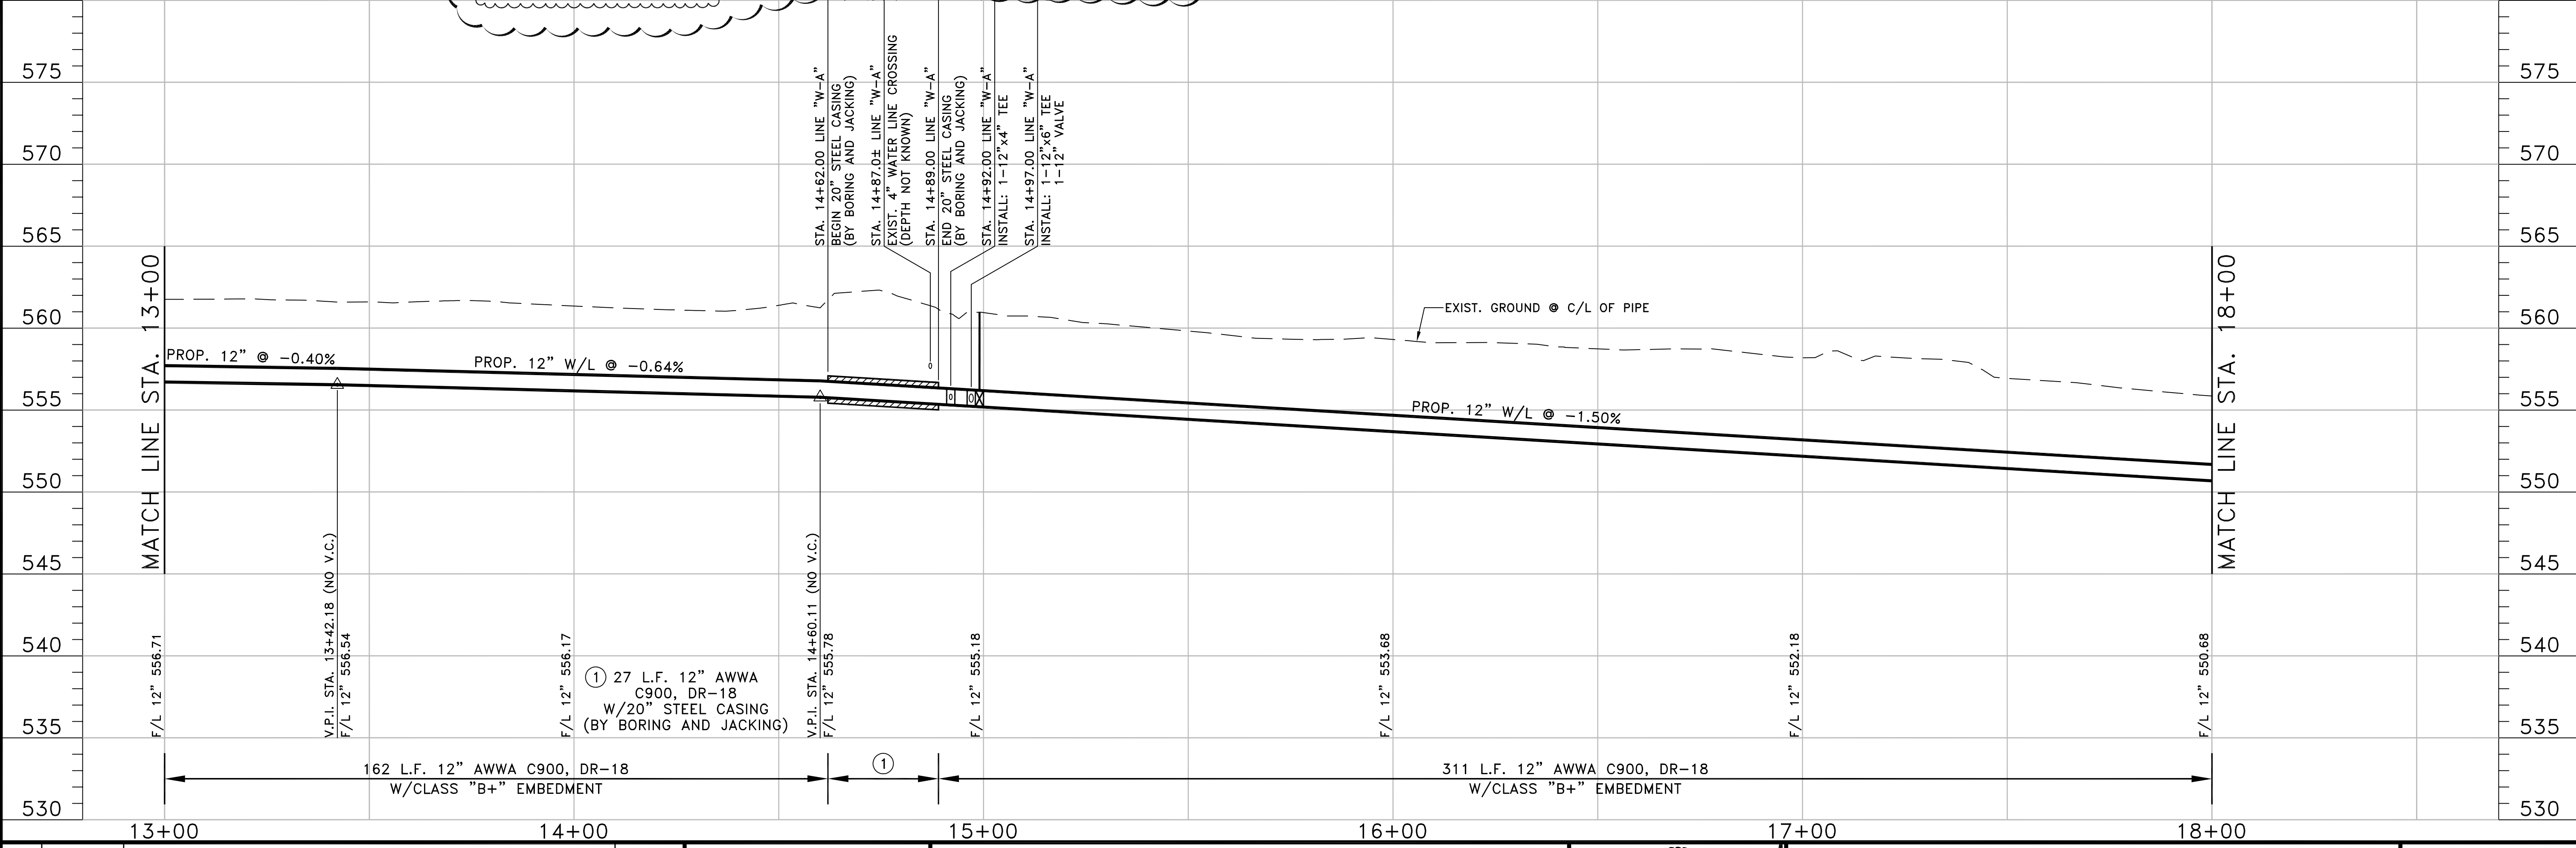 575
570
565
560
555
550
545
540
535
530
MATCH LINE STA. 13+00
STA. 14+62.00 LINE "W-A"
BEGIN 20" STEEL CASING
(BY BORING AND JACKING)
STA. 14+87.0± LINE "W-A"
EXIST. 4" WATER LINE CROSSING
(DEPTH NOT KNOWN)
STA. 14+89.00 LINE "W-A"
END 20" STEEL CASING
(BY BORING AND JACKING)
STA. 14+92.00 LINE "W-A"
INSTALL: 1-12"x4" TEE
STA. 14+97.00 LINE "W-A"
INSTALL: 1-12"x6" TEE
1-12" VALVE
EXIST. GROUND @ C/L OF PIPE
PROP. 12" @ -0.40%
PROP. 12" W/L @ -0.64%
PROP. 12" W/L @ -1.50%
MATCH LINE STA. 18+00
575
570
565
560
555
550
545
540
535
530
F/L 12" 556.71
V.P.I. STA. 13+42.18 (NO V.C.)
F/L 12" 556.54
F/L 12" 556.17
1 27 L.F. 12" AWWA
C900, DR-18
W/20" STEEL CASING
(BY BORING AND JACKING)
V.P.I. STA. 14+60.11 (NO V.C.)
F/L 12" 555.78
F/L 12" 555.18
F/L 12" 553.68
F/L 12" 552.18
F/L 12" 550.68
162 L.F. 12" AWWA C900, DR-18
W/CLASS "B+" EMBEDMENT
1
311 L.F. 12" AWWA C900, DR-18
W/CLASS "B+" EMBEDMENT
13+00
14+00
15+00
16+00
17+00
18+00